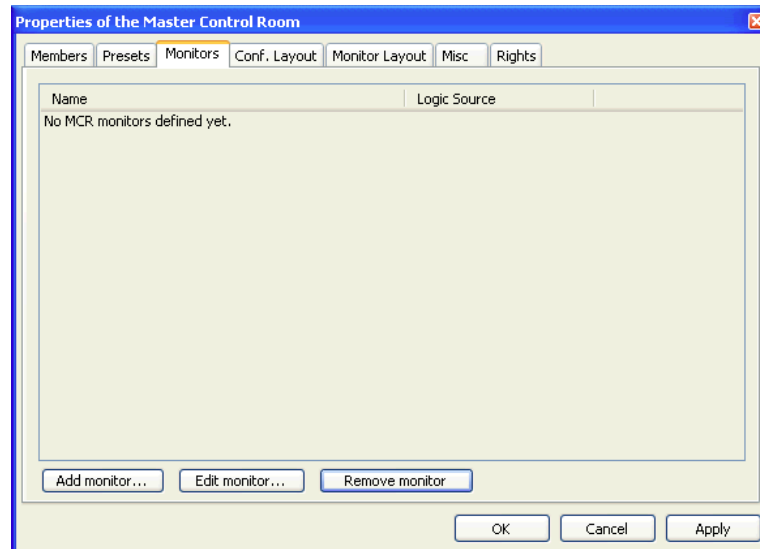 Properties of the Master Control Room
Members Presets Monitors Conf. Layout Monitor Layout Misc Rights
Name Logic Source
No MCR monitors defined yet.
Add monitor... Edit monitor... Remove monitor
OK Cancel Apply